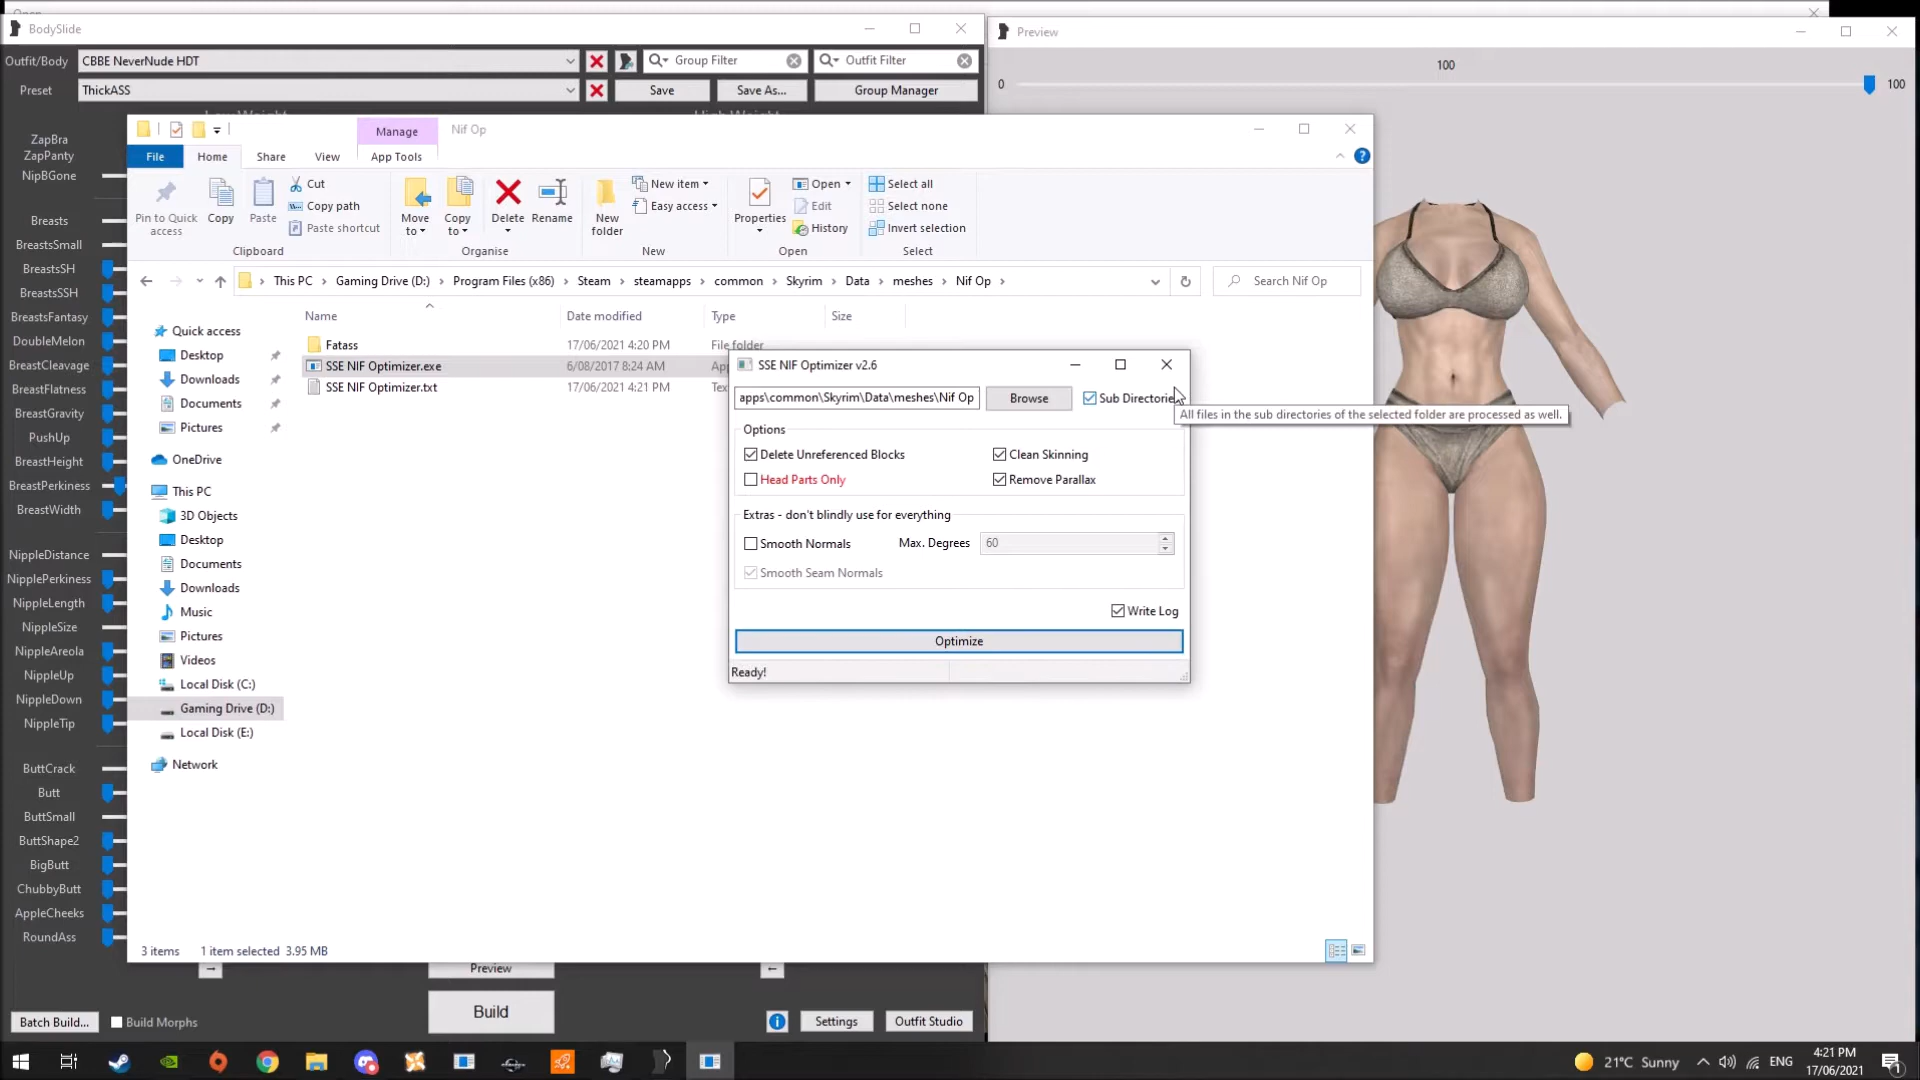 BodySlide
Outfit/Body
CBBE NeverNude HDT
Group Filter
Outfit Filter
Preset
ThickASS
Save
Save As...
Group Manager
Preview
100
0
100
ZapBra
ZapPanty
NipBGone
Breasts
BreastsSmall
BreastsSH
BreastsSSH
BreastsFantasy
DoubleMelon
BreastCleavage
BreastFlatness
BreastGravity
PushUp
BreastHeight
BreastPerkiness
BreastWidth
NippleDistance
NipplePerkiness
NippleLength
NippleSize
NippleAreola
NippleUp
NippleDown
NippleTip
ButtCrack
Butt
ButtSmall
ButtShape2
BigButt
ChubbyButt
AppleCheeks
RoundAss
Manage
Nif Op
File
Home
Share
View
App Tools
Pin to Quick access
Copy
Paste
Cut
Copy path
Paste shortcut
Clipboard
Move to
Copy to
Delete
Rename
Organise
New folder
New item
Easy access
New
Properties
Open
Edit
History
Open
Select all
Select none
Invert selection
Select
This PC > Gaming Drive (D:) > Program Files (x86) > Steam > steamapps > common > Skyrim > Data > meshes > Nif Op >
Search Nif Op
Name
Date modified
Type
Size
Fatass
17/06/2021 4:20 PM
File folder
SSE NIF Optimizer.exe
6/08/2017 8:24 AM
App
SSE NIF Optimizer.txt
17/06/2021 4:21 PM
Tex
Quick access
Desktop
Downloads
Documents
Pictures
OneDrive
This PC
3D Objects
Desktop
Documents
Downloads
Music
Pictures
Videos
Local Disk (C:)
Gaming Drive (D:)
Local Disk (E:)
Network
SSE NIF Optimizer v2.6
apps\common\Skyrim\Data\meshes\Nif Op
Browse
Sub Directories
All files in the sub directories of the selected folder are processed as well.
Options
Delete Unreferenced Blocks
Clean Skinning
Head Parts Only
Remove Parallax
Extras - don't blindly use for everything
Smooth Normals
Max. Degrees
60
Smooth Seam Normals
Write Log
Optimize
Ready!
3 items
1 item selected 3.95 MB
Preview
Batch Build...
Build Morphs
Build
Settings
Outfit Studio
21°C Sunny
ENG
4:21 PM
17/06/2021
1